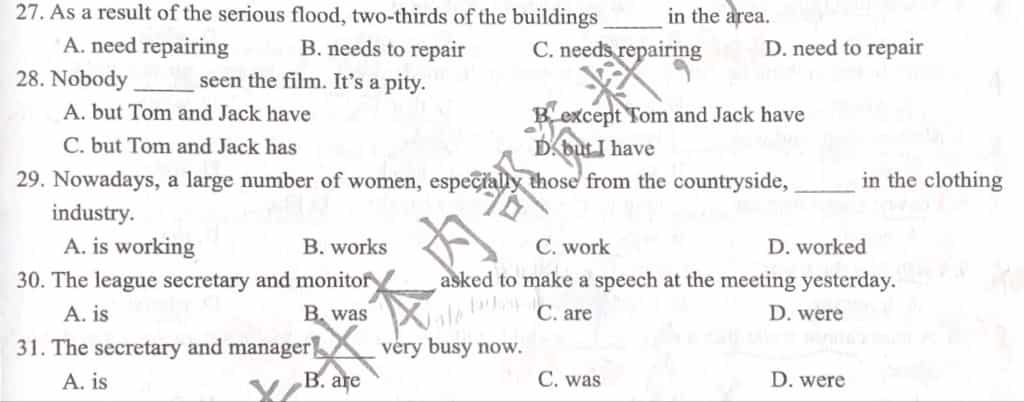 27. As a result of the serious flood, two-thirds of the buildings _____ in the area.
A. need repairing B. needs to repair C. needs repairing D. need to repair
28. Nobody _____ seen the film. It's a pity.
A. but Tom and Jack have B. except Tom and Jack have
C. but Tom and Jack has D. but I have
29. Nowadays, a large number of women, especially those from the countryside, _____ in the clothing
industry.
A. is working B. works C. work D. worked
30. The league secretary and monitor _____ asked to make a speech at the meeting yesterday.
A. is B. was C. are D. were
31. The secretary and manager _____ very busy now.
A. is B. are C. was D. were